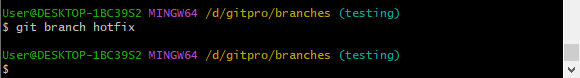 User@DESKTOP-1BC39S2 MINGW64 /d/gitpro/branches (testing)
$ git branch hotfix
User@DESKTOP-1BC39S2 MINGW64 /d/gitpro/branches (testing)
$